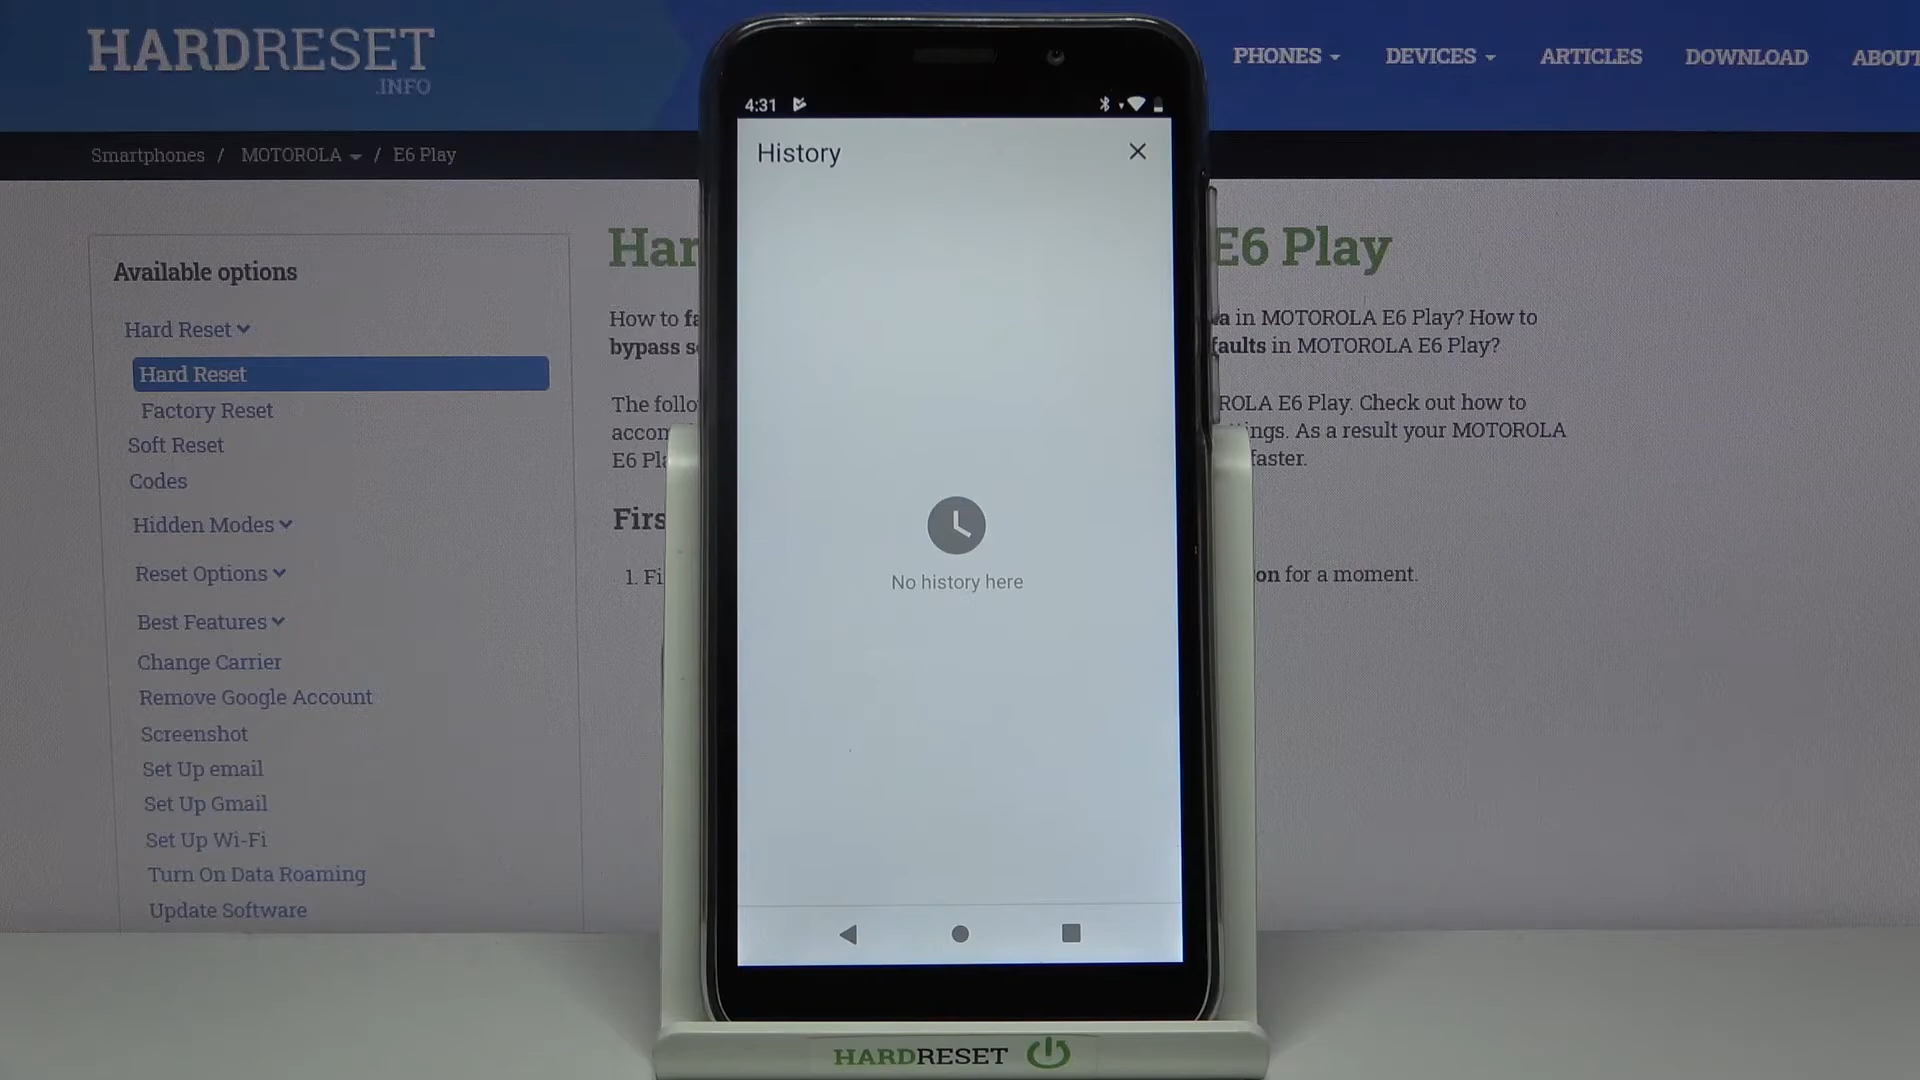 HARDRESET
.INFO
PHONES
DEVICES
ARTICLES
DOWNLOAD
ABOUT
Smartphones / MOTOROLA / E6 Play
4:31
History
No history here
Available options
Hard Reset
Hard Reset
Factory Reset
Soft Reset
Codes
Hidden Modes
Reset Options
Best Features
Change Carrier
Remove Google Account
Screenshot
Set Up email
Set Up Gmail
Set Up Wi-Fi
Turn On Data Roaming
Update Software
Har E6 Play
How to fa a in MOTOROLA E6 Play? How to
bypass s faults in MOTOROLA E6 Play?
The follo ROLA E6 Play. Check out how to
accom ings. As a result your MOTOROLA
E6 Pla faster.
Firs
1. Fi on for a moment.
HARDRESET